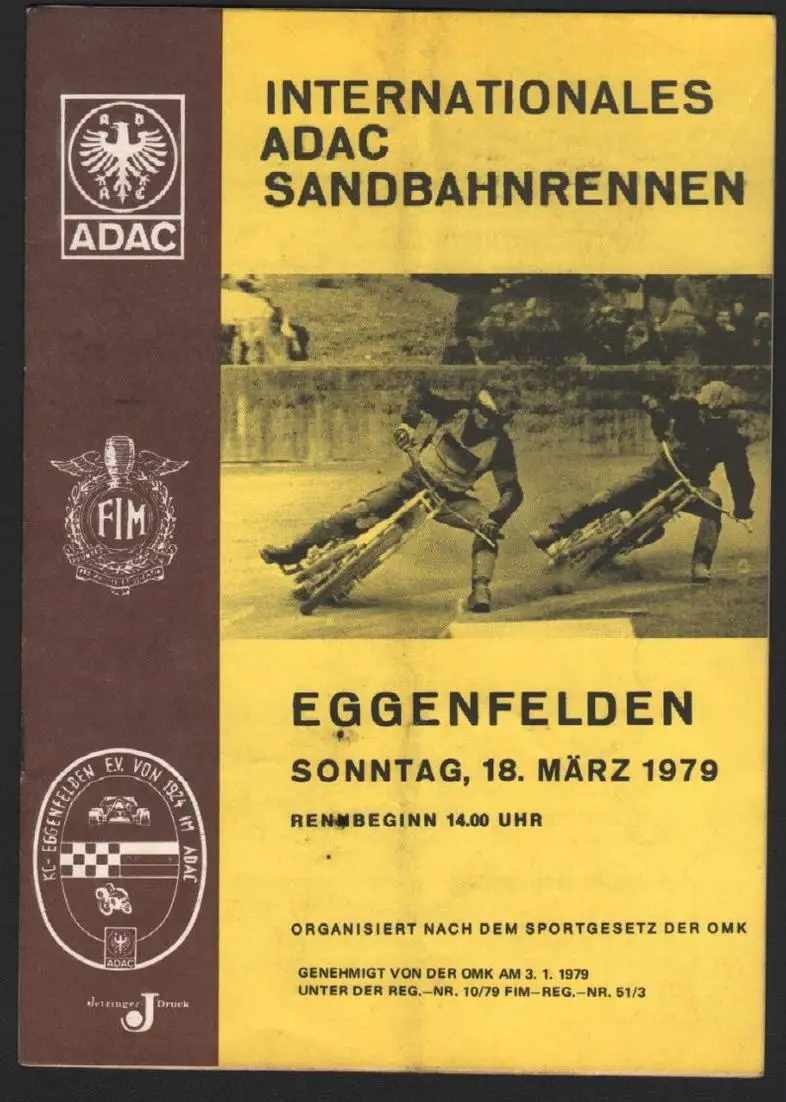 INTERNATIONALES
ADAC
SANDBAHNRENNEN
ADAC
ADAC
FIM
EGGENFELDEN
SONNTAG, 18. MÄRZ 1979
RENNBEGINN 14.00 UHR
KC-EGGENFELDEN E.V. VON 1924 IM ADAC
ADAC
ORGANISIERT NACH DEM SPORTGESETZ DER OMK
GENEHMIGT VON DER OMK AM 3. 1. 1979
UNTER DER REG.–NR. 10/79 FIM–REG.–NR. 51/3
Jetzinger J Druck